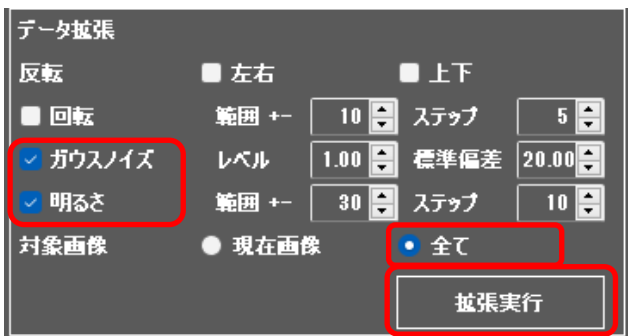 データ拡張
反転 左右 上下
回転 範囲 +- 10 ステップ 5
ガウスノイズ レベル 1.00 標準偏差 20.00
明るさ 範囲 +- 30 ステップ 10
対象画像 現在画像 全て
拡張実行